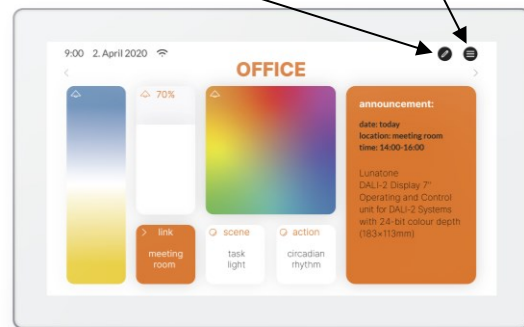 9:00 2. April 2020
OFFICE
70%
announcement:
date: today
location: meeting room
time: 14:00-16:00
Lunatone
DALI-2 Display 7"
Operating and Control
unit for DALI-2 Systems
with 24-bit colour depth
(183×113mm)
link
meeting
room
scene
task
light
action
circadian
rhythm